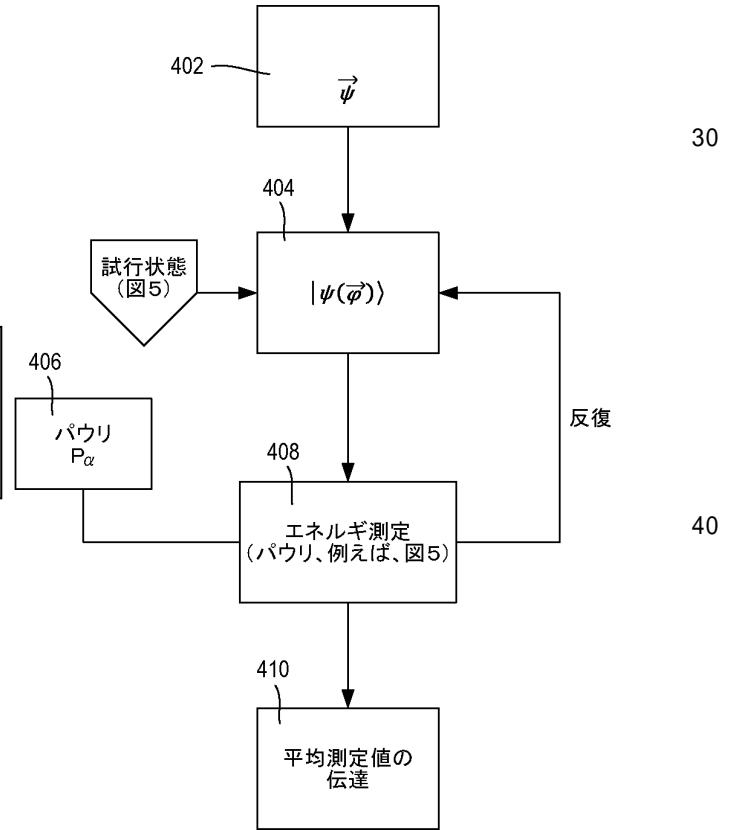 402
ψ⃗
30
404
試行状態
(図5)
|ψ(φ⃗)⟩
406
パウリ
Pα
反復
408
エネルギ測定
(パウリ、例えば、図5)
40
410
平均測定値の
伝達